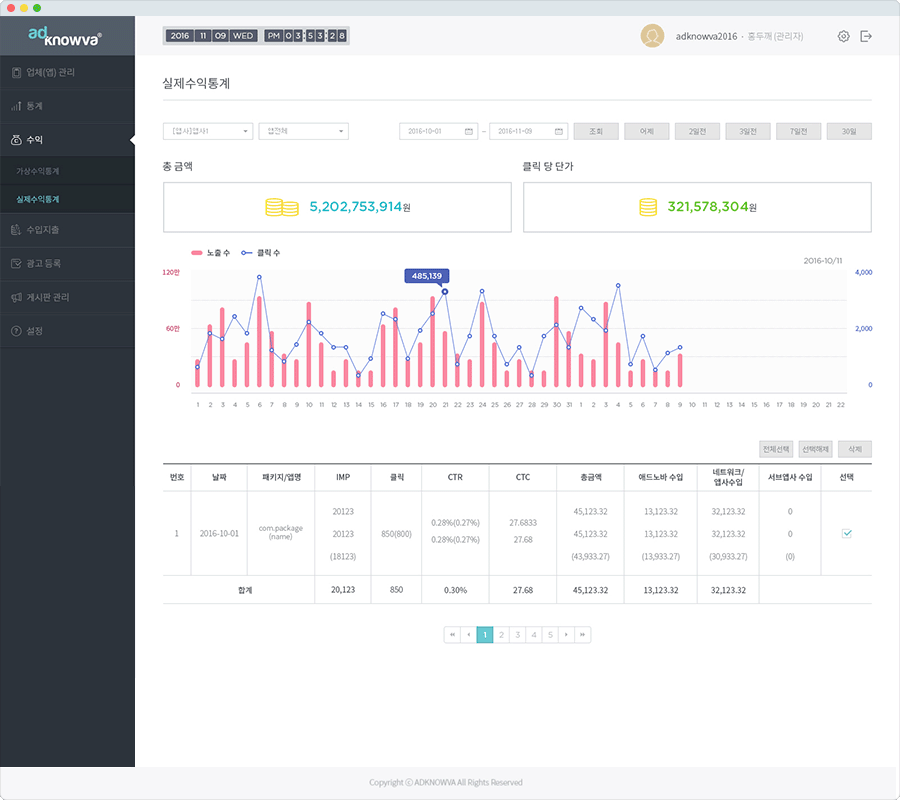 adknowva®
2016 11 09 WED PM 0 3 : 5 3 : 2 8
adknowva2016 · 홍두깨 (관리자)
업체(앱) 관리
통계
수익
가상수익통계
실제수익통계
수입지출
광고 등록
게시판 관리
설정
실제수익통계
[앱사]앱사1 앱전체 2016-10-01 ~ 2016-11-09 조회 어제 2일전 3일전 7일전 30일
총 금액 클릭 당 단가
5,202,753,914원 321,578,304원
노출 수 클릭 수
2016-10/11
120만 485,139 4,000
60만 2,000
0 0
1 2 3 4 5 6 7 8 9 10 11 12 13 14 15 16 17 18 19 20 21 22 23 24 25 26 27 28 29 30 31 1 2 3 4 5 6 7 8 9 10 11 12 13 14 15 16 17 18 19 20 21 22
전체선택 선택해제 삭제
번호 날짜 패키지/앱명 IMP 클릭 CTR CTC 총금액 애드노바 수입 네트워크/앱사수입 서브앱사 수입 선택
20123 45,123.32 13,123.32 32,123.32 0
0.28%(0.27%) 27.6833
1 2016-10-01 com.package (name) 20123 850(800) 45,123.32 13,123.32 32,123.32 0
0.28%(0.27%) 27.68
(18123) (43,933.27) (13,933.27) (30,933.27) (0)
합계 20,123 850 0.30% 27.68 45,123.32 13,123.32 32,123.32
1 2 3 4 5
Copyright ⓒ ADKNOWVA All Rights Reserved